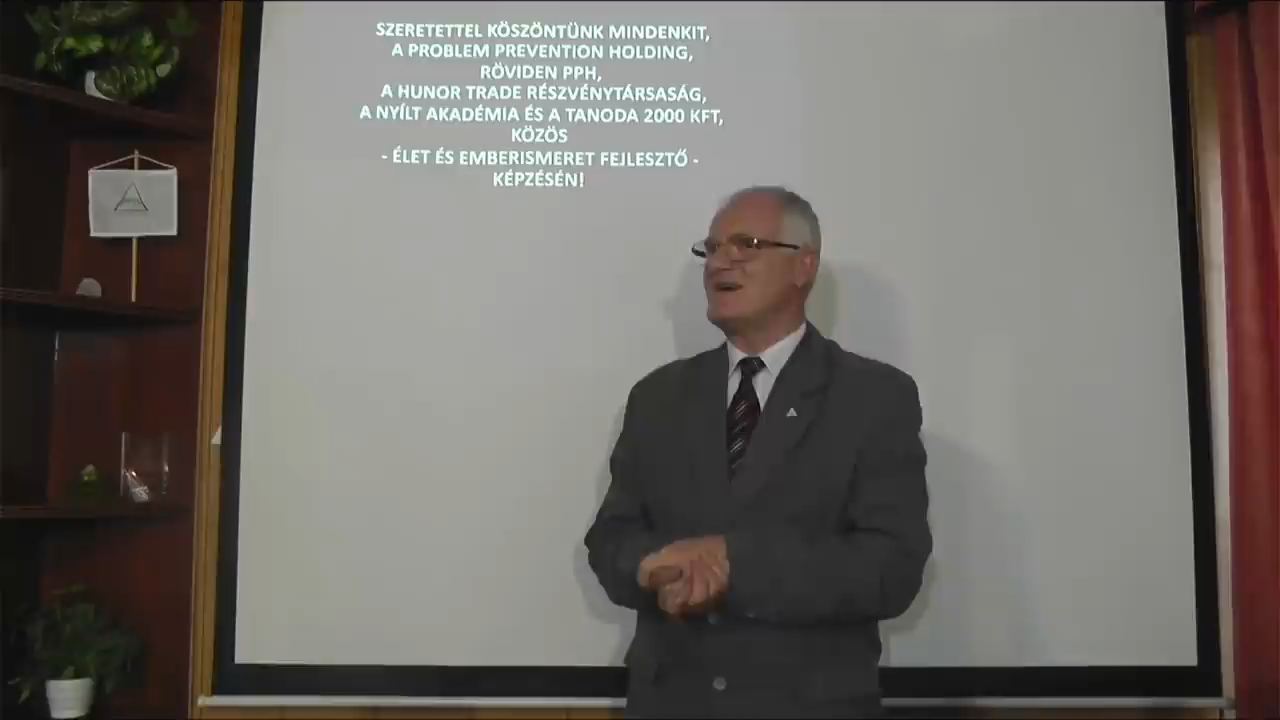 SZERETETTEL KÖSZÖNTÜNK MINDENKIT,
A PROBLEM PREVENTION HOLDING,
RÖVIDEN PPH,
A HUNOR TRADE RÉSZVÉNYTÁRSASÁG,
A NYÍLT AKADÉMIA ÉS A TANODA 2000 KFT,
KÖZÖS
- ÉLET ÉS EMBERISMERET FEJLESZTŐ -
KÉPZÉSÉN!